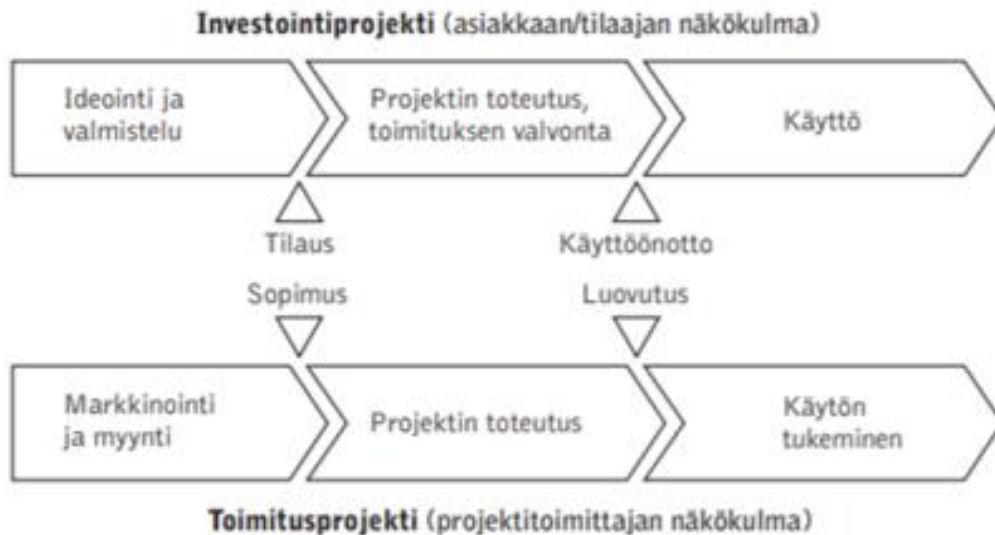 Investointiprojekti (asiakkaan/tilaajan näkökulma)
Ideointi ja
valmistelu
Projektin toteutus,
toimituksen valvonta
Käyttö
Tilaus
Käyttöönotto
Sopimus
Luovutus
Markkinointi
ja myynti
Projektin toteutus
Käytön
tukeminen
Toimitusprojekti (projektitoimittajan näkökulma)